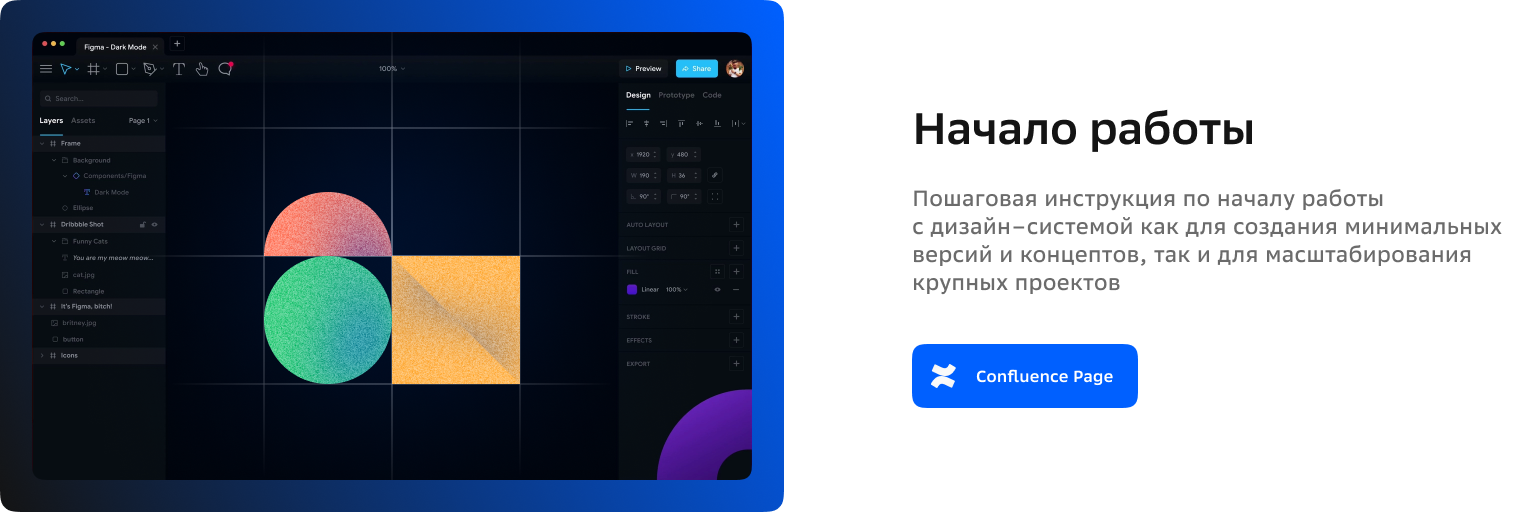 Figma - Dark Mode
100%
Preview
Share
Search...
Layers Assets Page 1
Frame
Background
Components/Figma
Dark Mode
Ellipse
Dribbble Shot
Funny Cats
You are my meow meow...
cat.jpg
Rectangle
It's Figma, bitch!
britney.jpg
button
Icons
Design Prototype Code
X 1920 Y 480
W 190 H 36
90° 90°
AUTO LAYOUT
LAYOUT GRID
FILL
Linear 100%
STROKE
EFFECTS
EXPORT
Начало работы
Пошаговая инструкция по началу работы
с дизайн–системой как для создания минимальных
версий и концептов, так и для масштабирования
крупных проектов
Confluence Page